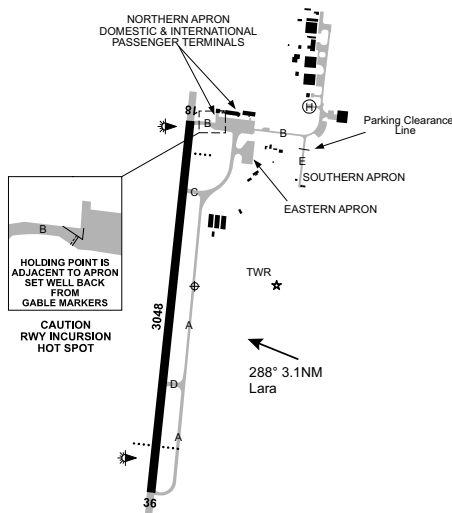 NORTHERN APRON
DOMESTIC & INTERNATIONAL
PASSENGER TERMINALS
18
B
H
B
Parking Clearance
Line
E
SOUTHERN APRON
C
EASTERN APRON
B
HOLDING POINT IS
ADJACENT TO APRON
SET WELL BACK
FROM
GABLE MARKERS
CAUTION
RWY INCURSION
HOT SPOT
TWR
3048
A
288° 3.1NM
Lara
D
A
36